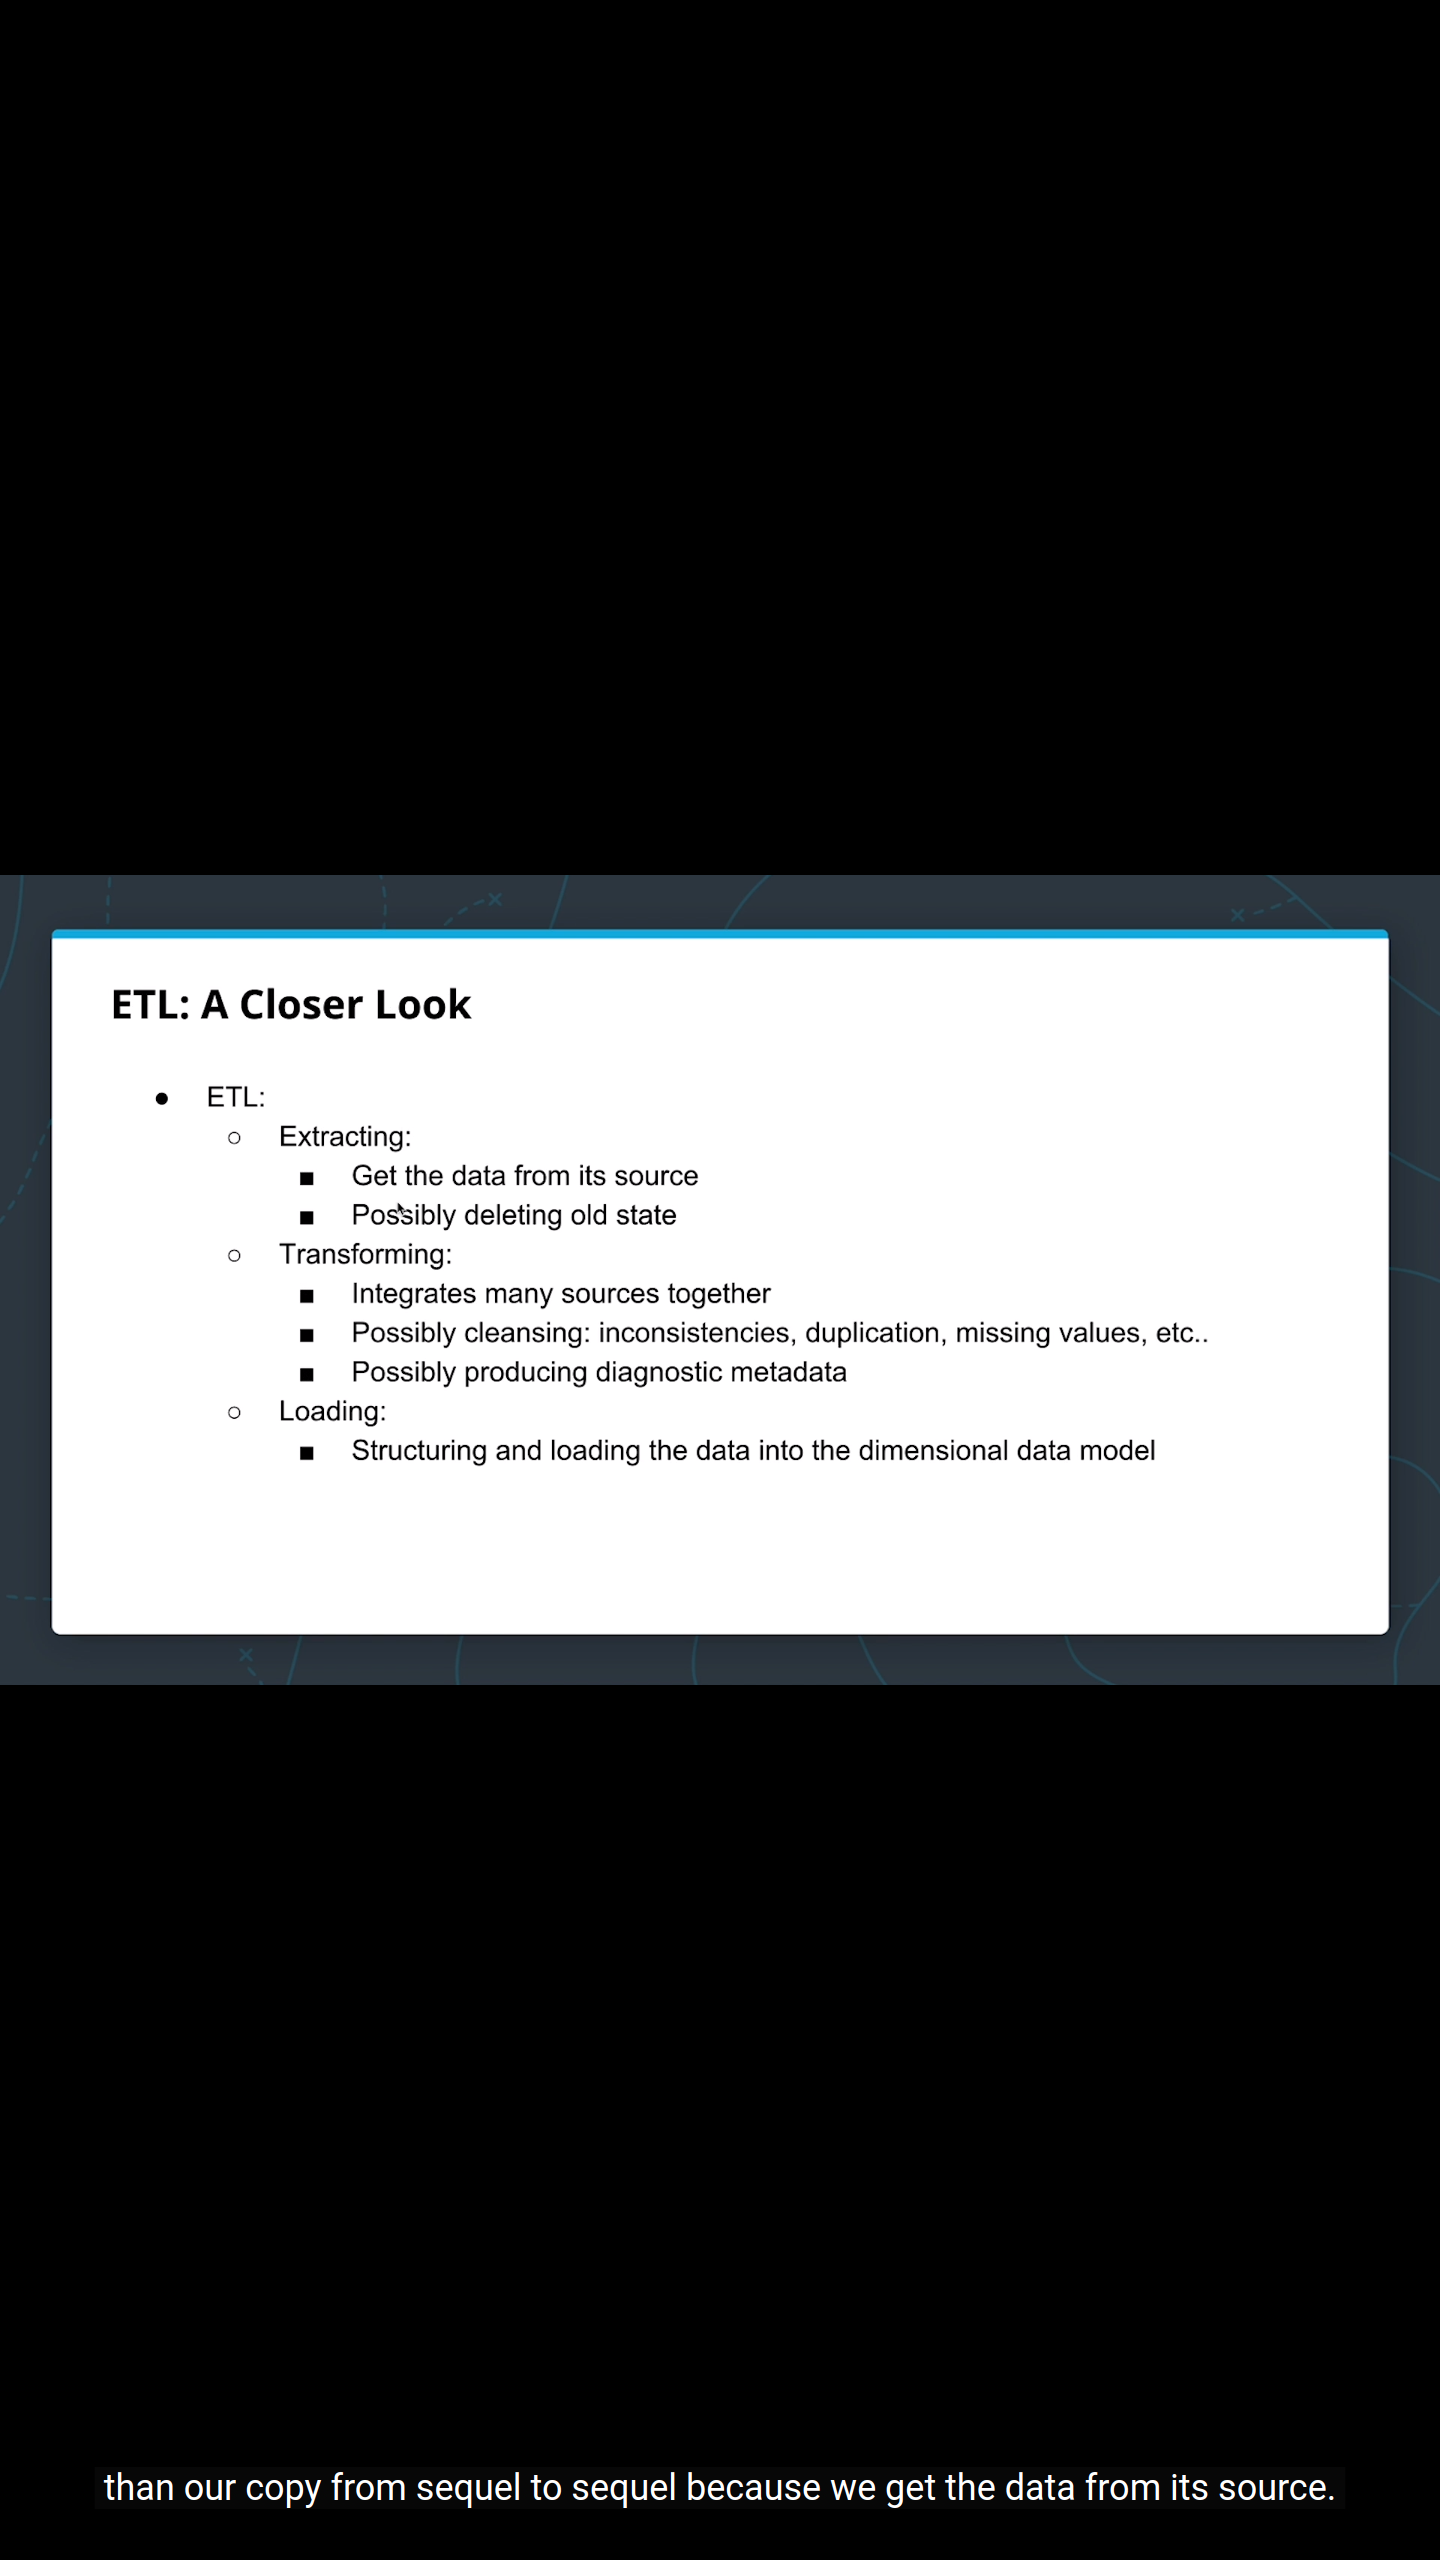 ETL: A Closer Look
● ETL:
○ Extracting:
■ Get the data from its source
■ Possibly deleting old state
○ Transforming:
■ Integrates many sources together
■ Possibly cleansing: inconsistencies, duplication, missing values, etc..
■ Possibly producing diagnostic metadata
○ Loading:
■ Structuring and loading the data into the dimensional data model
than our copy from sequel to sequel because we get the data from its source.